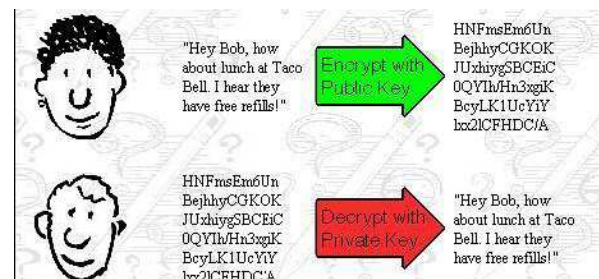 "Hey Bob, how
about lunch at Taco
Bell. I hear they
have free refills!"
Encrypt with
Public Key
HNFmsEm6Un
BejhhyCGKOK
JUxhiygSBCEiC
0QYIh/Hn3xgiK
BcyLK1UcYiY
lxx2lCFHDC/A
HNFmsEm6Un
BejhhyCGKOK
JUxhiygSBCEiC
0QYIh/Hn3xgiK
BcyLK1UcYiY
lxx2lCFHDC/A
Decrypt with
Private Key
"Hey Bob, how
about lunch at Taco
Bell. I hear they
have free refills!"